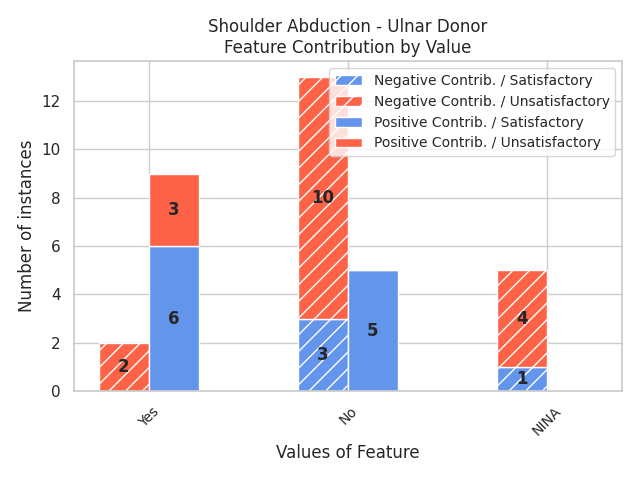 Shoulder Abduction - Ulnar Donor
Feature Contribution by Value
Negative Contrib. / Satisfactory
Negative Contrib. / Unsatisfactory
Positive Contrib. / Satisfactory
Positive Contrib. / Unsatisfactory
Number of instances
12
10
8
6
4
2
0
2
3
6
10
3
5
4
1
Yes
No
NINA
Values of Feature